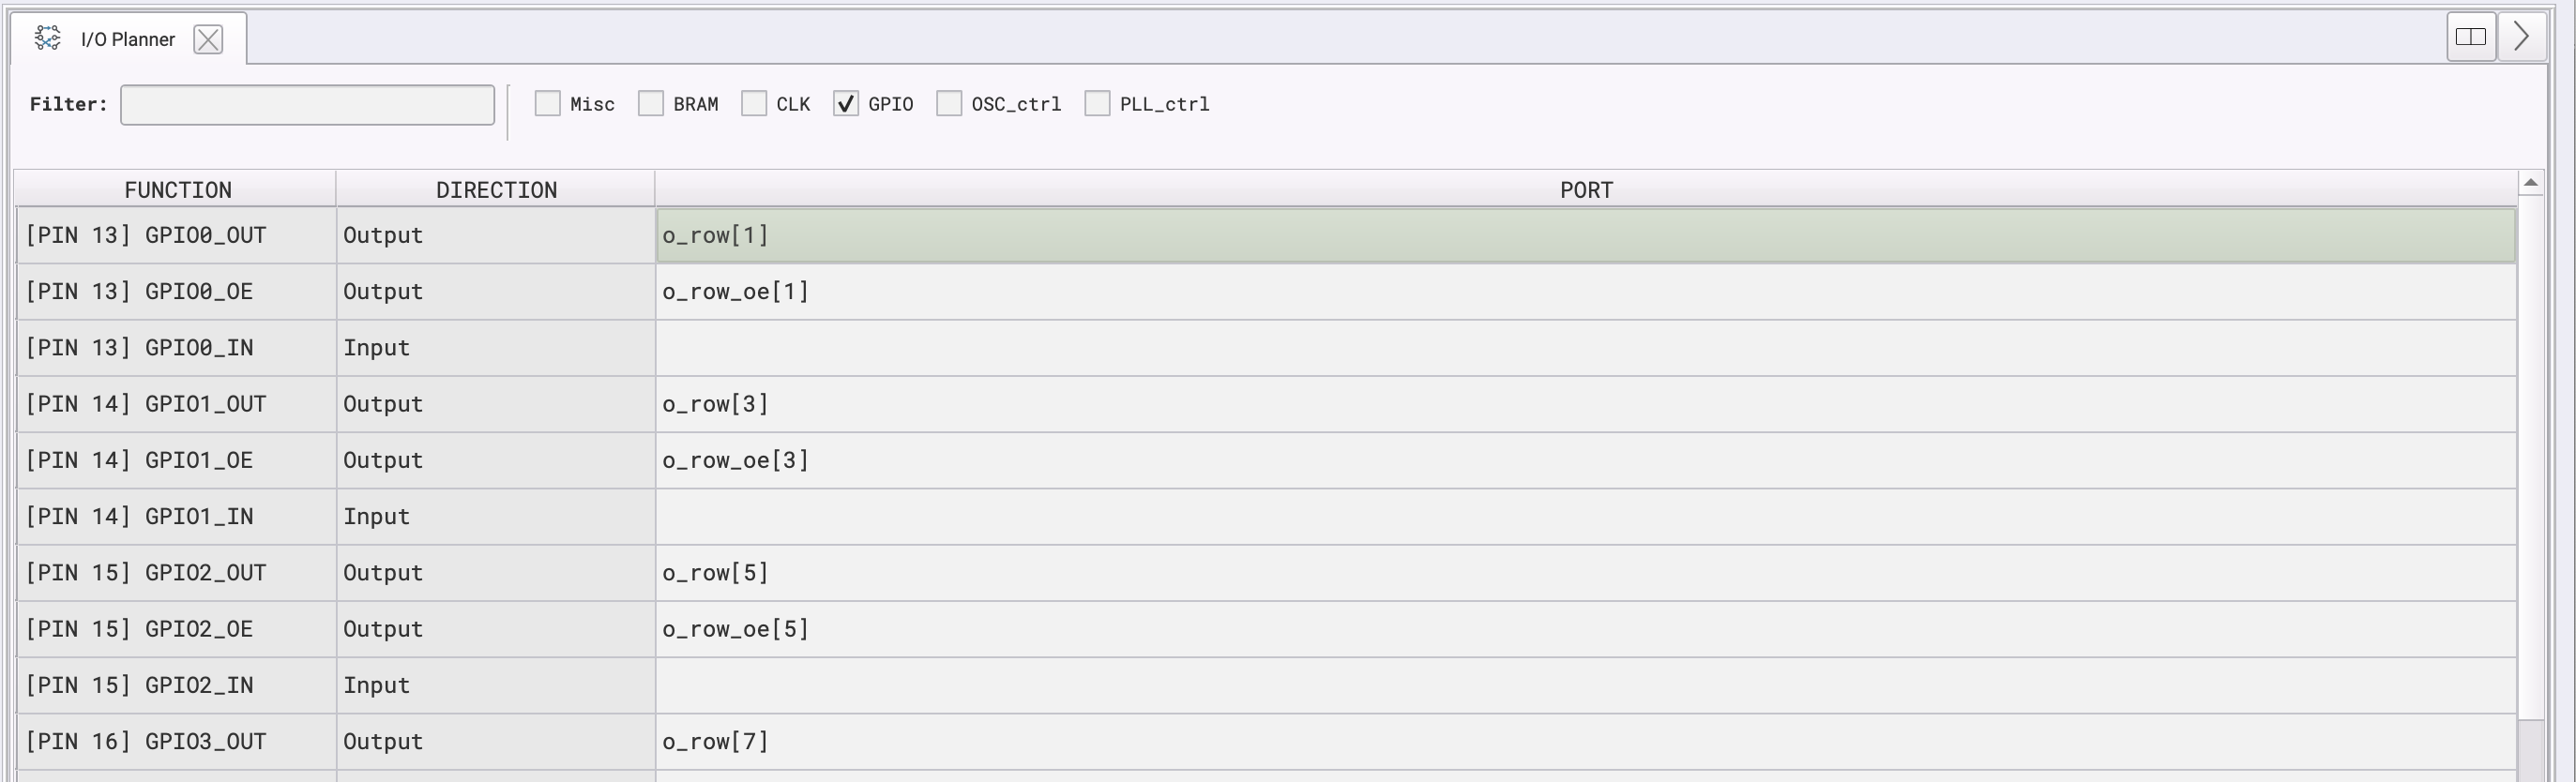 I/O Planner
Filter: Misc BRAM CLK GPIO OSC_ctrl PLL_ctrl
FUNCTION DIRECTION PORT
[PIN 13] GPIO0_OUT Output o_row[1]
[PIN 13] GPIO0_OE Output o_row_oe[1]
[PIN 13] GPIO0_IN Input
[PIN 14] GPIO1_OUT Output o_row[3]
[PIN 14] GPIO1_OE Output o_row_oe[3]
[PIN 14] GPIO1_IN Input
[PIN 15] GPIO2_OUT Output o_row[5]
[PIN 15] GPIO2_OE Output o_row_oe[5]
[PIN 15] GPIO2_IN Input
[PIN 16] GPIO3_OUT Output o_row[7]